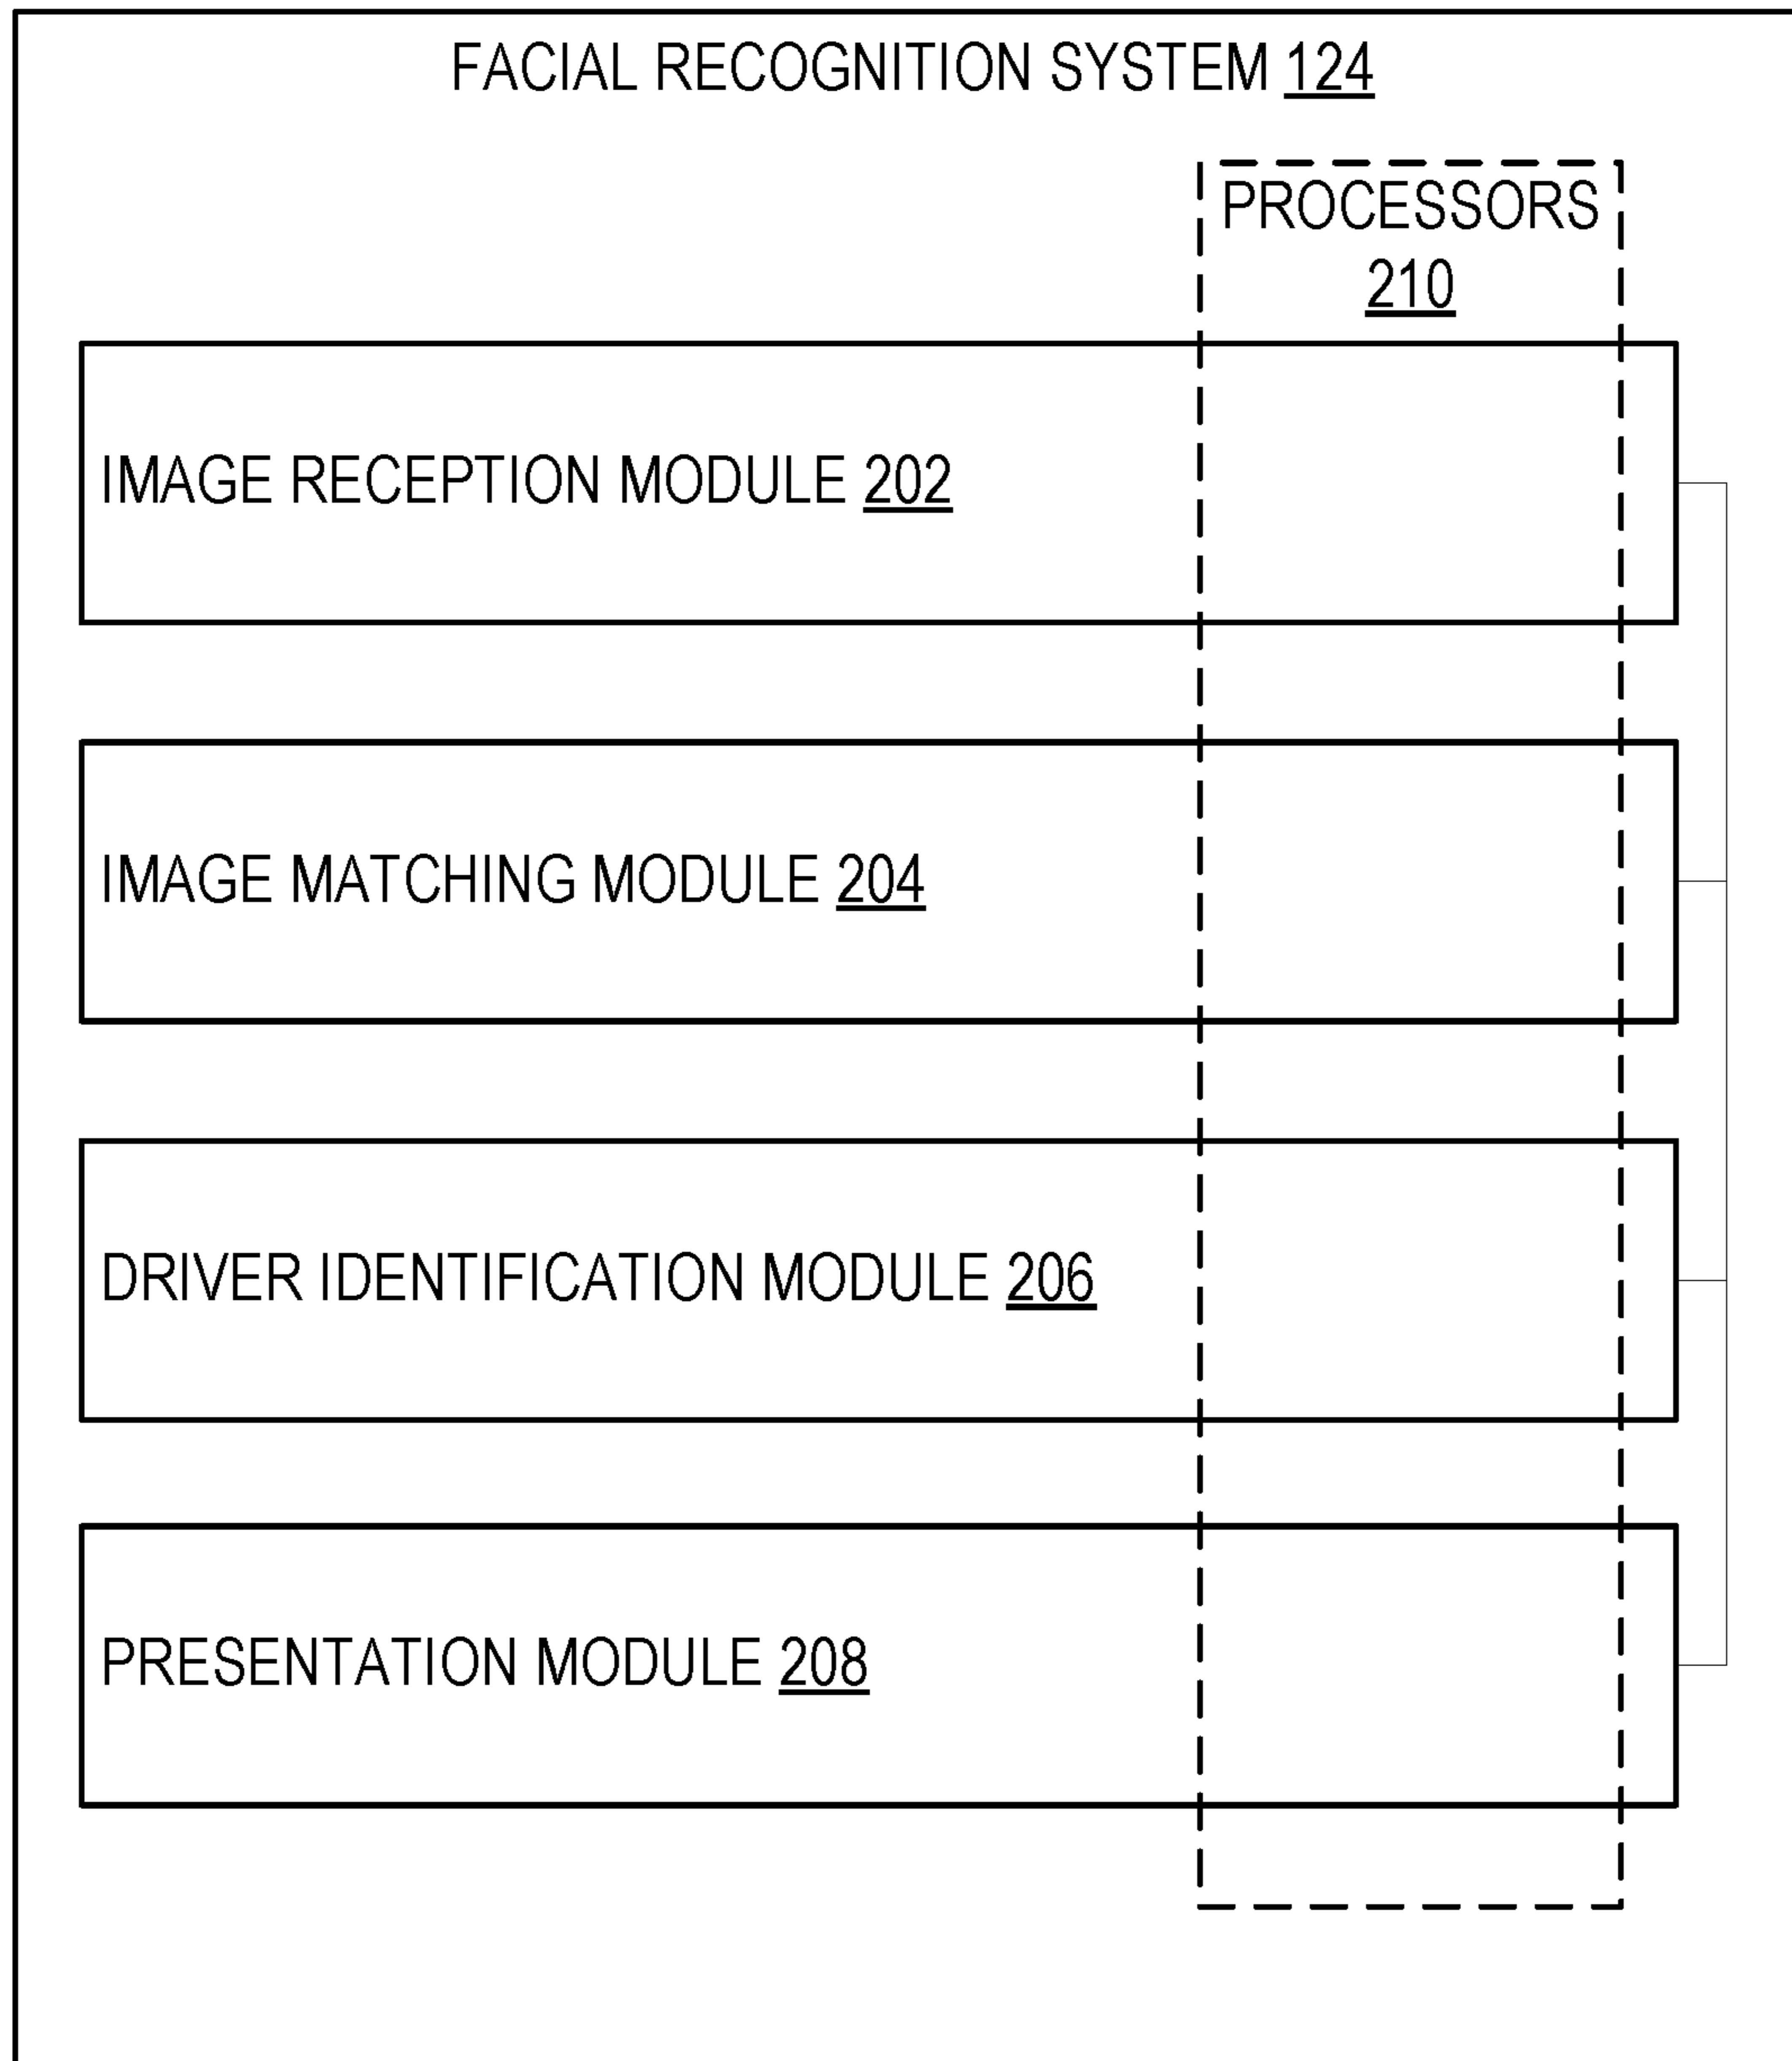 FACIAL RECOGNITION SYSTEM 124
PROCESSORS
210
IMAGE RECEPTION MODULE 202
IMAGE MATCHING MODULE 204
DRIVER IDENTIFICATION MODULE 206
PRESENTATION MODULE 208